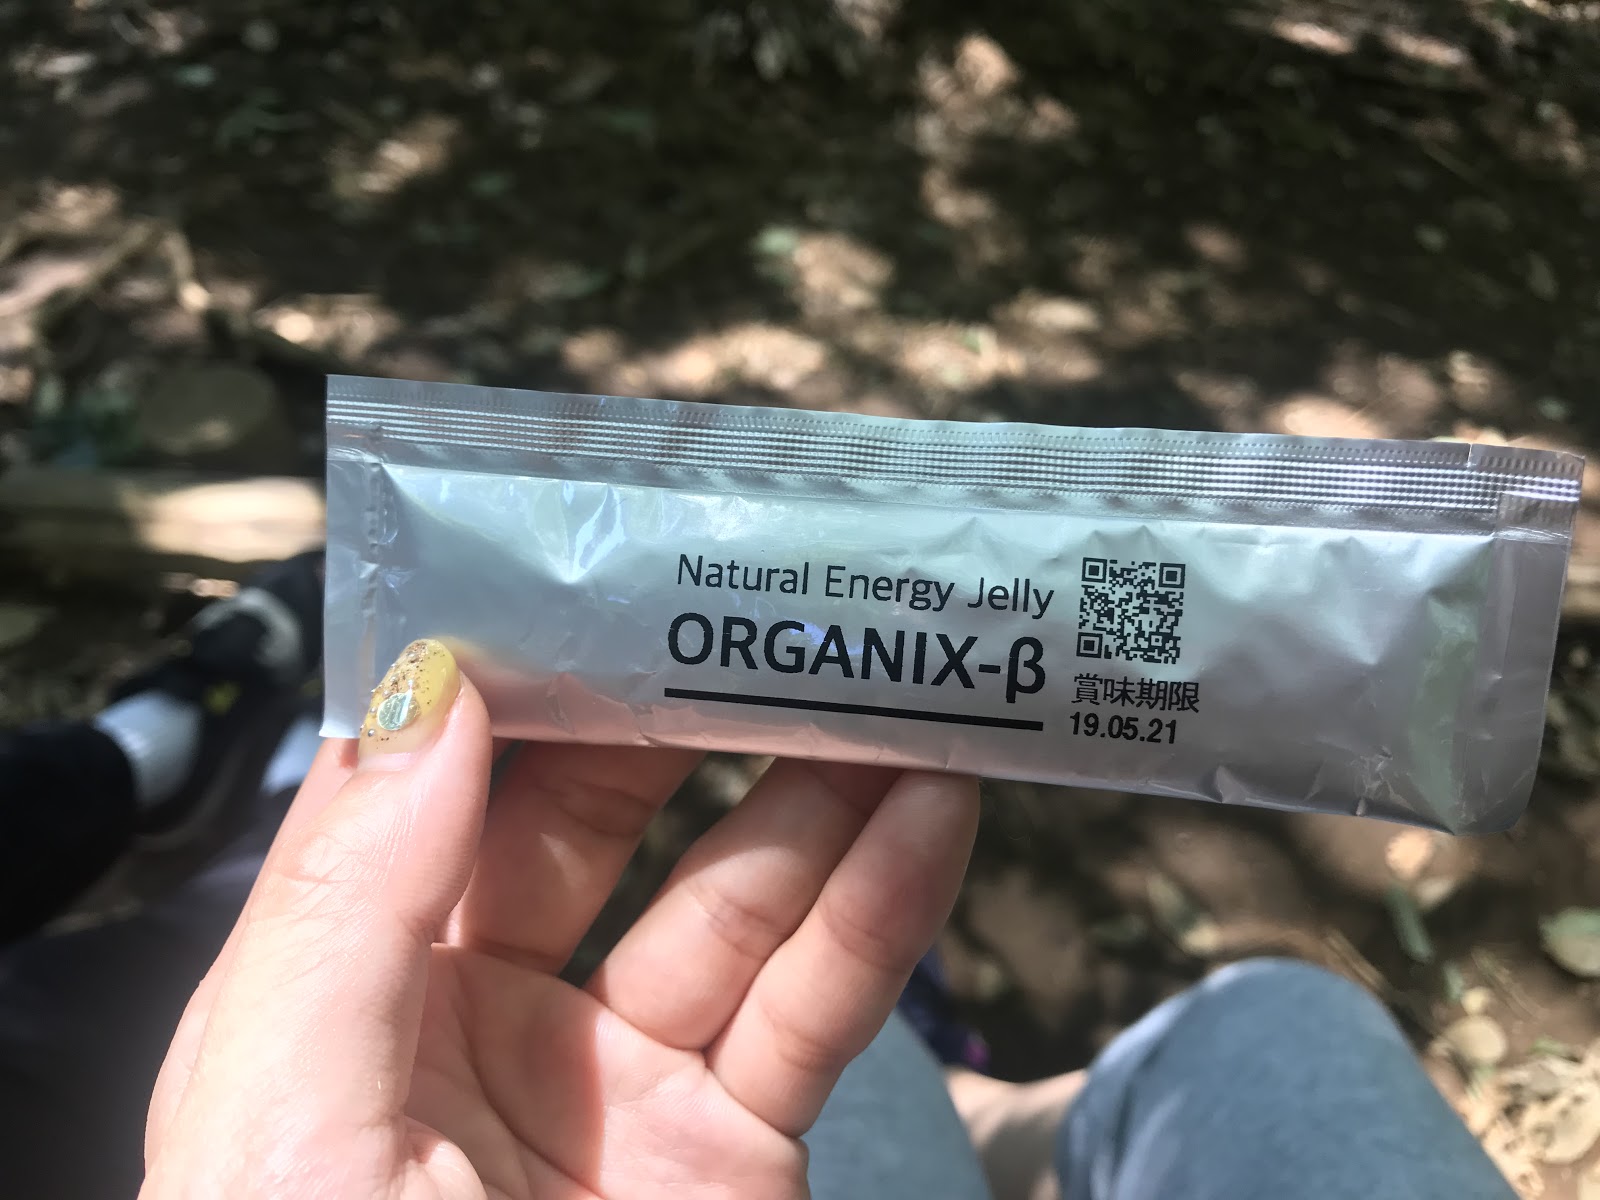 Natural Energy Jelly
ORGANIX-β
賞味期限
19.05.21